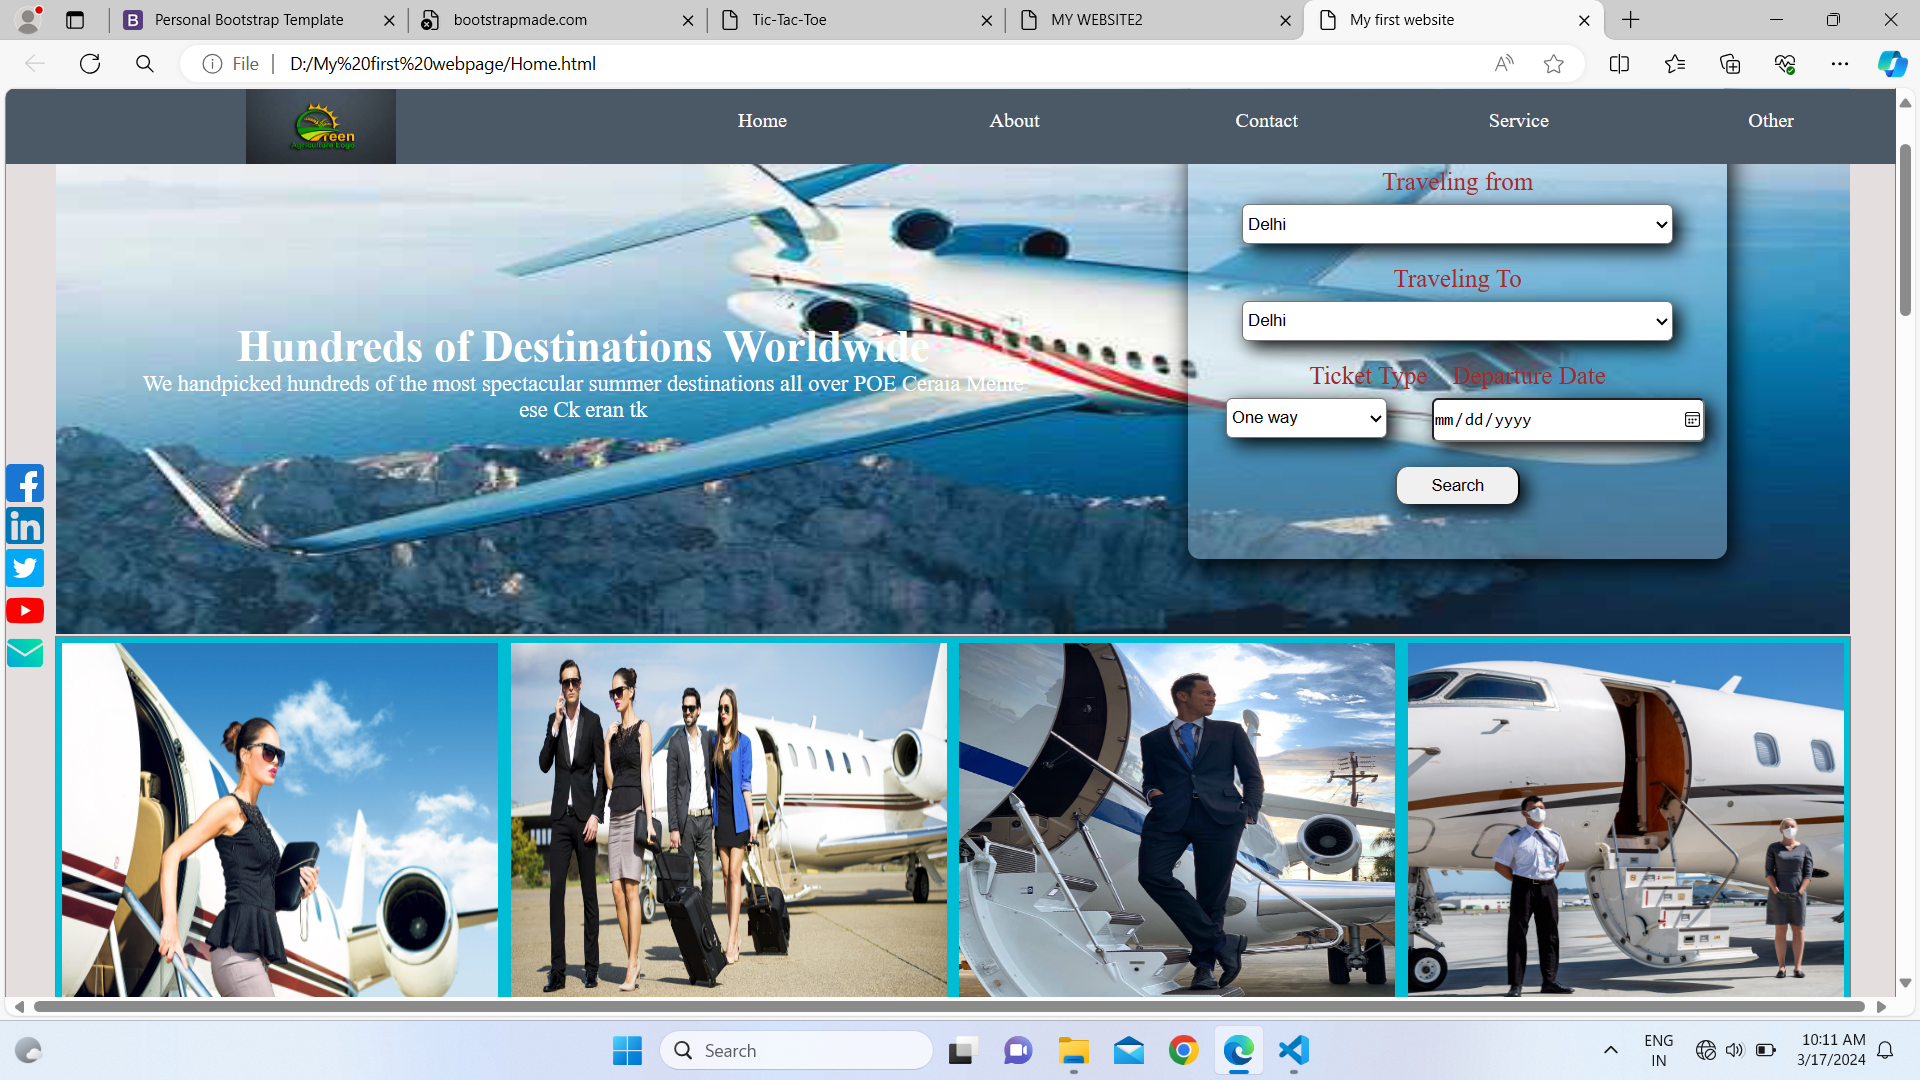 Personal Bootstrap Template
bootstrapmade.com
Tic-Tac-Toe
MY WEBSITE2
My first website
File
D:/My%20first%20webpage/Home.html
Green
Agriculture Logo
Home
About
Contact
Service
Other
Traveling from
Delhi
Traveling To
Delhi
Hundreds of Destinations Worldwide
We handpicked hundreds of the most spectacular summer destinations all over POE Ceraia Mente
ese Ck eran tk
Ticket Type
Departure Date
One way
mm/dd/yyyy
Search
Search
ENG
IN
10:11 AM
3/17/2024